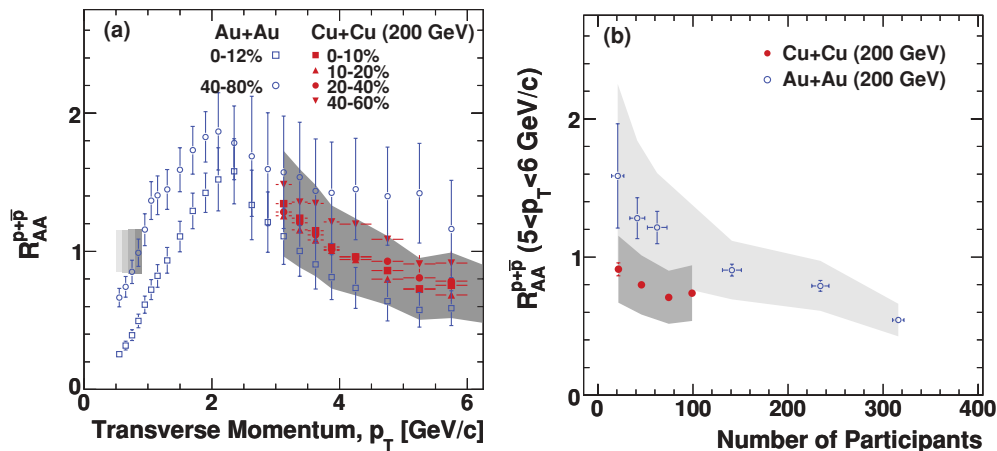 (a)
Au+Au
Cu+Cu (200 GeV)
0-12%
0-10%
10-20%
40-80%
20-40%
40-60%
2
1
0
R_AA^{p+p̅}
0 2 4 6
Transverse Momentum, p_T [GeV/c]
(b)
Cu+Cu (200 GeV)
Au+Au (200 GeV)
2
1
0
R_AA^{p+p̅} (5<p_T<6 GeV/c)
0 100 200 300 400
Number of Participants